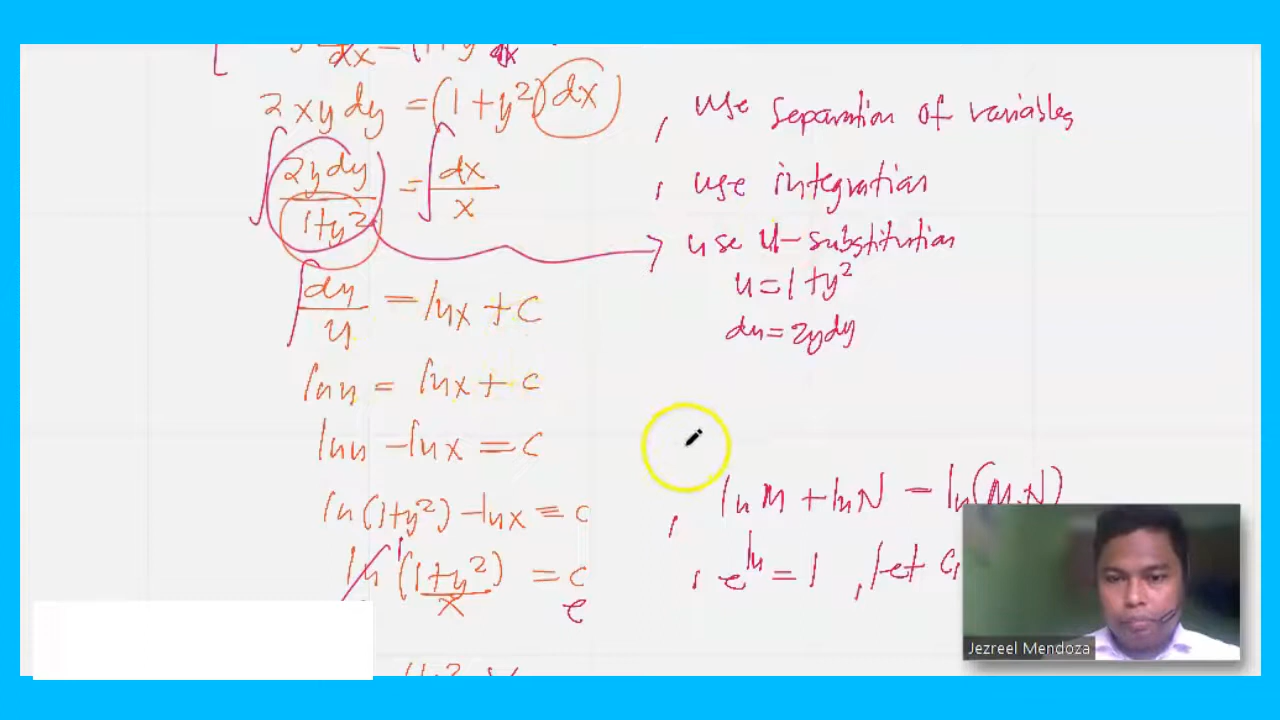 2xy dy = (1+y²) dx , use separation of variables
∫ 2y dy / 1+y² = ∫ dx / x , use integration
use u-substitution
u = 1+y²
du = 2y dy
∫ du / u = ln x + c
ln u = ln x + c
ln u - ln x = c
ln M + ln N = ln(M·N)
ln(1+y²) - ln x = c ,
ln (1+y² / x) = c , e^ln = 1 , let C₁
e e
Jezreel Mendoza